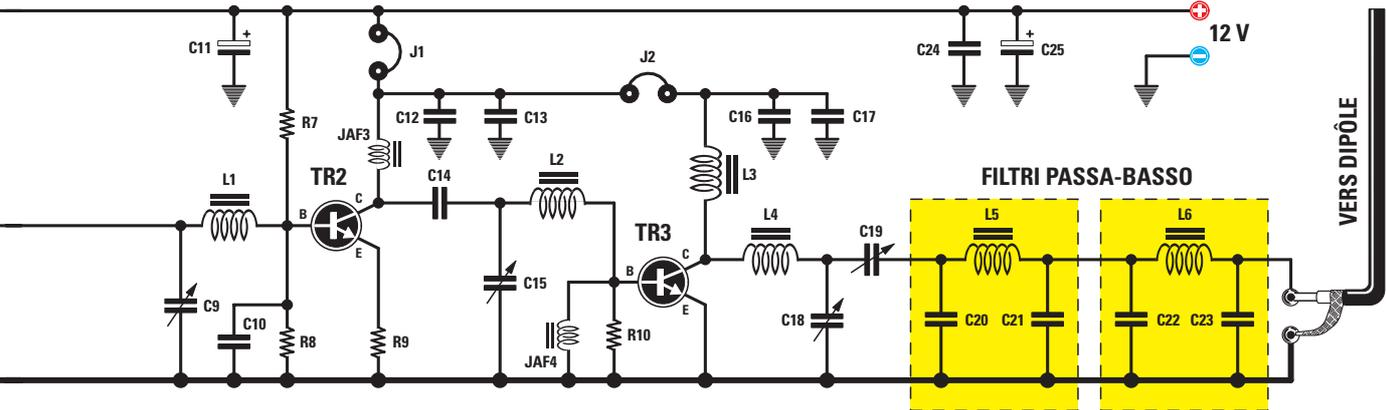 C11
+
R7
J1
C12
C13
J2
C16
C17
C24
+
C25
12 V
JAF3
L1
TR2
B
C
E
C14
L2
L3
TR3
B
C
E
L4
C19
FILTRI PASSA-BASSO
L5
L6
VERS DIPÔLE
C9
C10
R8
R9
C15
JAF4
R10
C18
C20
C21
C22
C23